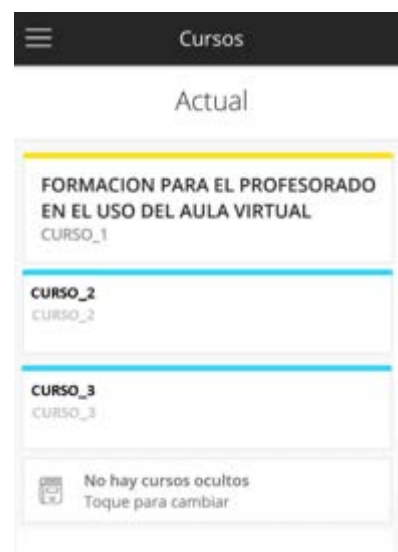 Cursos
Actual
FORMACION PARA EL PROFESORADO
EN EL USO DEL AULA VIRTUAL
CURSO_1
CURSO_2
CURSO_2
CURSO_3
CURSO_3
No hay cursos ocultos
Toque para cambiar